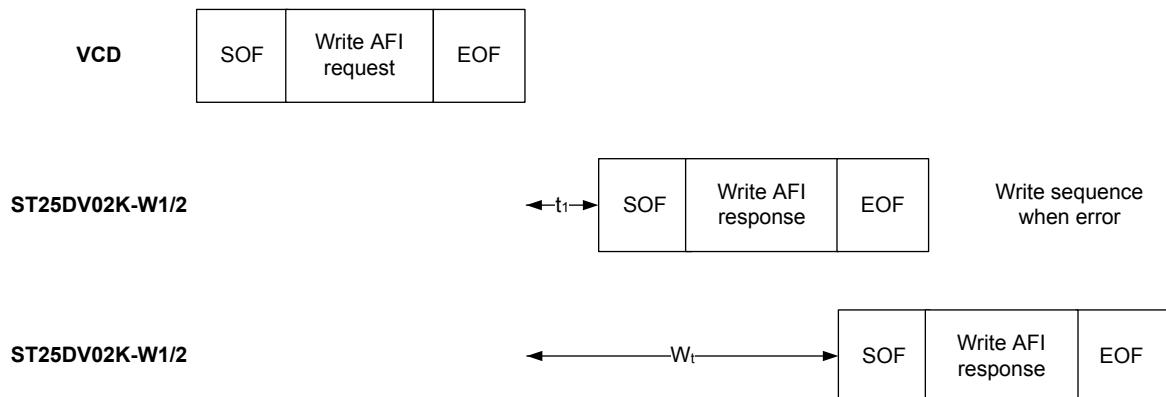 VCD
SOF
Write AFI
request
EOF
ST25DV02K-W1/2
t1
SOF
Write AFI
response
EOF
Write sequence
when error
ST25DV02K-W1/2
Wt
SOF
Write AFI
response
EOF